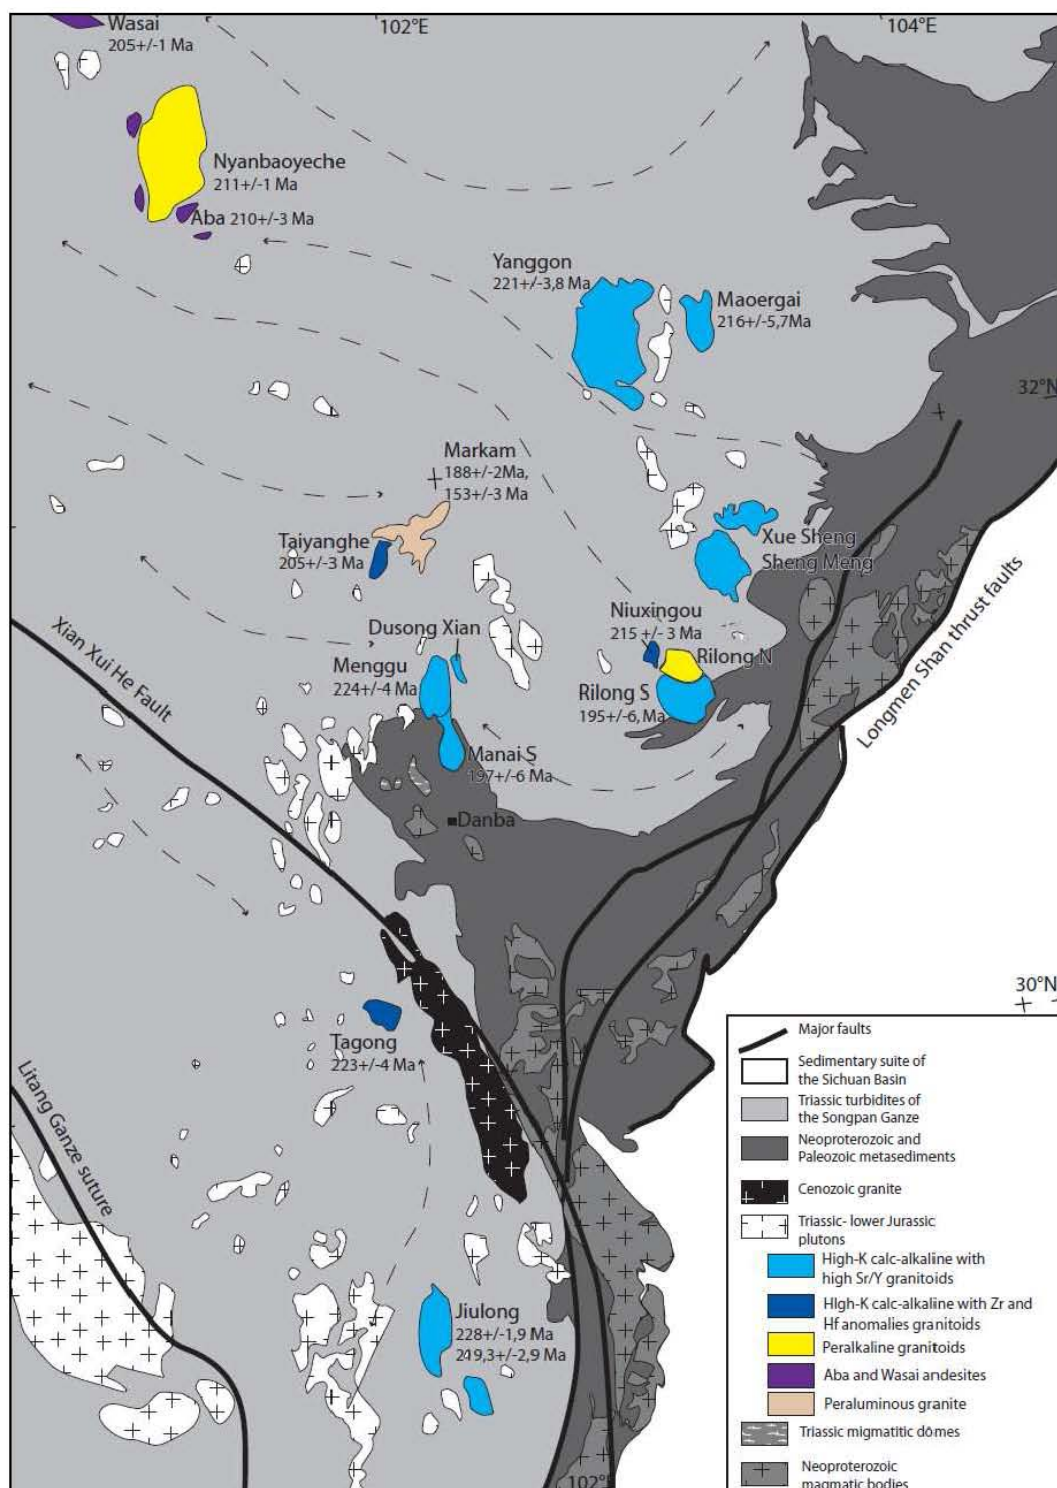 Wasai
205+/-1 Ma
102°E
104°E
Nyanbaoyeche
211+/-1 Ma
Aba 210+/-3 Ma
Yanggon
221+/-3,8 Ma
Maoergai
216+/-5,7Ma
32°N
Markam
188+/-2Ma,
153+/-3 Ma
Taiyanghe
205+/-3 Ma
Xue Sheng
Sheng Meng
Niuxingou
215 +/- 3 Ma
Dusong Xian
Rilong N
Menggu
224+/-4 Ma
Rilong S
195+/-6, Ma
Manai S
197+/-6 Ma
Danba
Xian Xui He Fault
Longmen Shan thrust faults
30°N
Tagong
223+/-4 Ma
Litang Ganze suture
Jiulong
228+/-1,9 Ma
219,3+/-2,9 Ma
102°
Major faults
Sedimentary suite of
the Sichuan Basin
Triassic turbidites of
the Songpan Ganze
Neoproterozoic and
Paleozoic metasediments
Cenozoic granite
Triassic- lower Jurassic
plutons
High-K calc-alkaline with
high Sr/Y granitoids
High-K calc-alkaline with Zr and
Hf anomalies granitoids
Peralkaline granitoids
Aba and Wasai andesites
Peraluminous granite
Triassic migmatitic dômes
Neoproterozoic
magmatic bodies